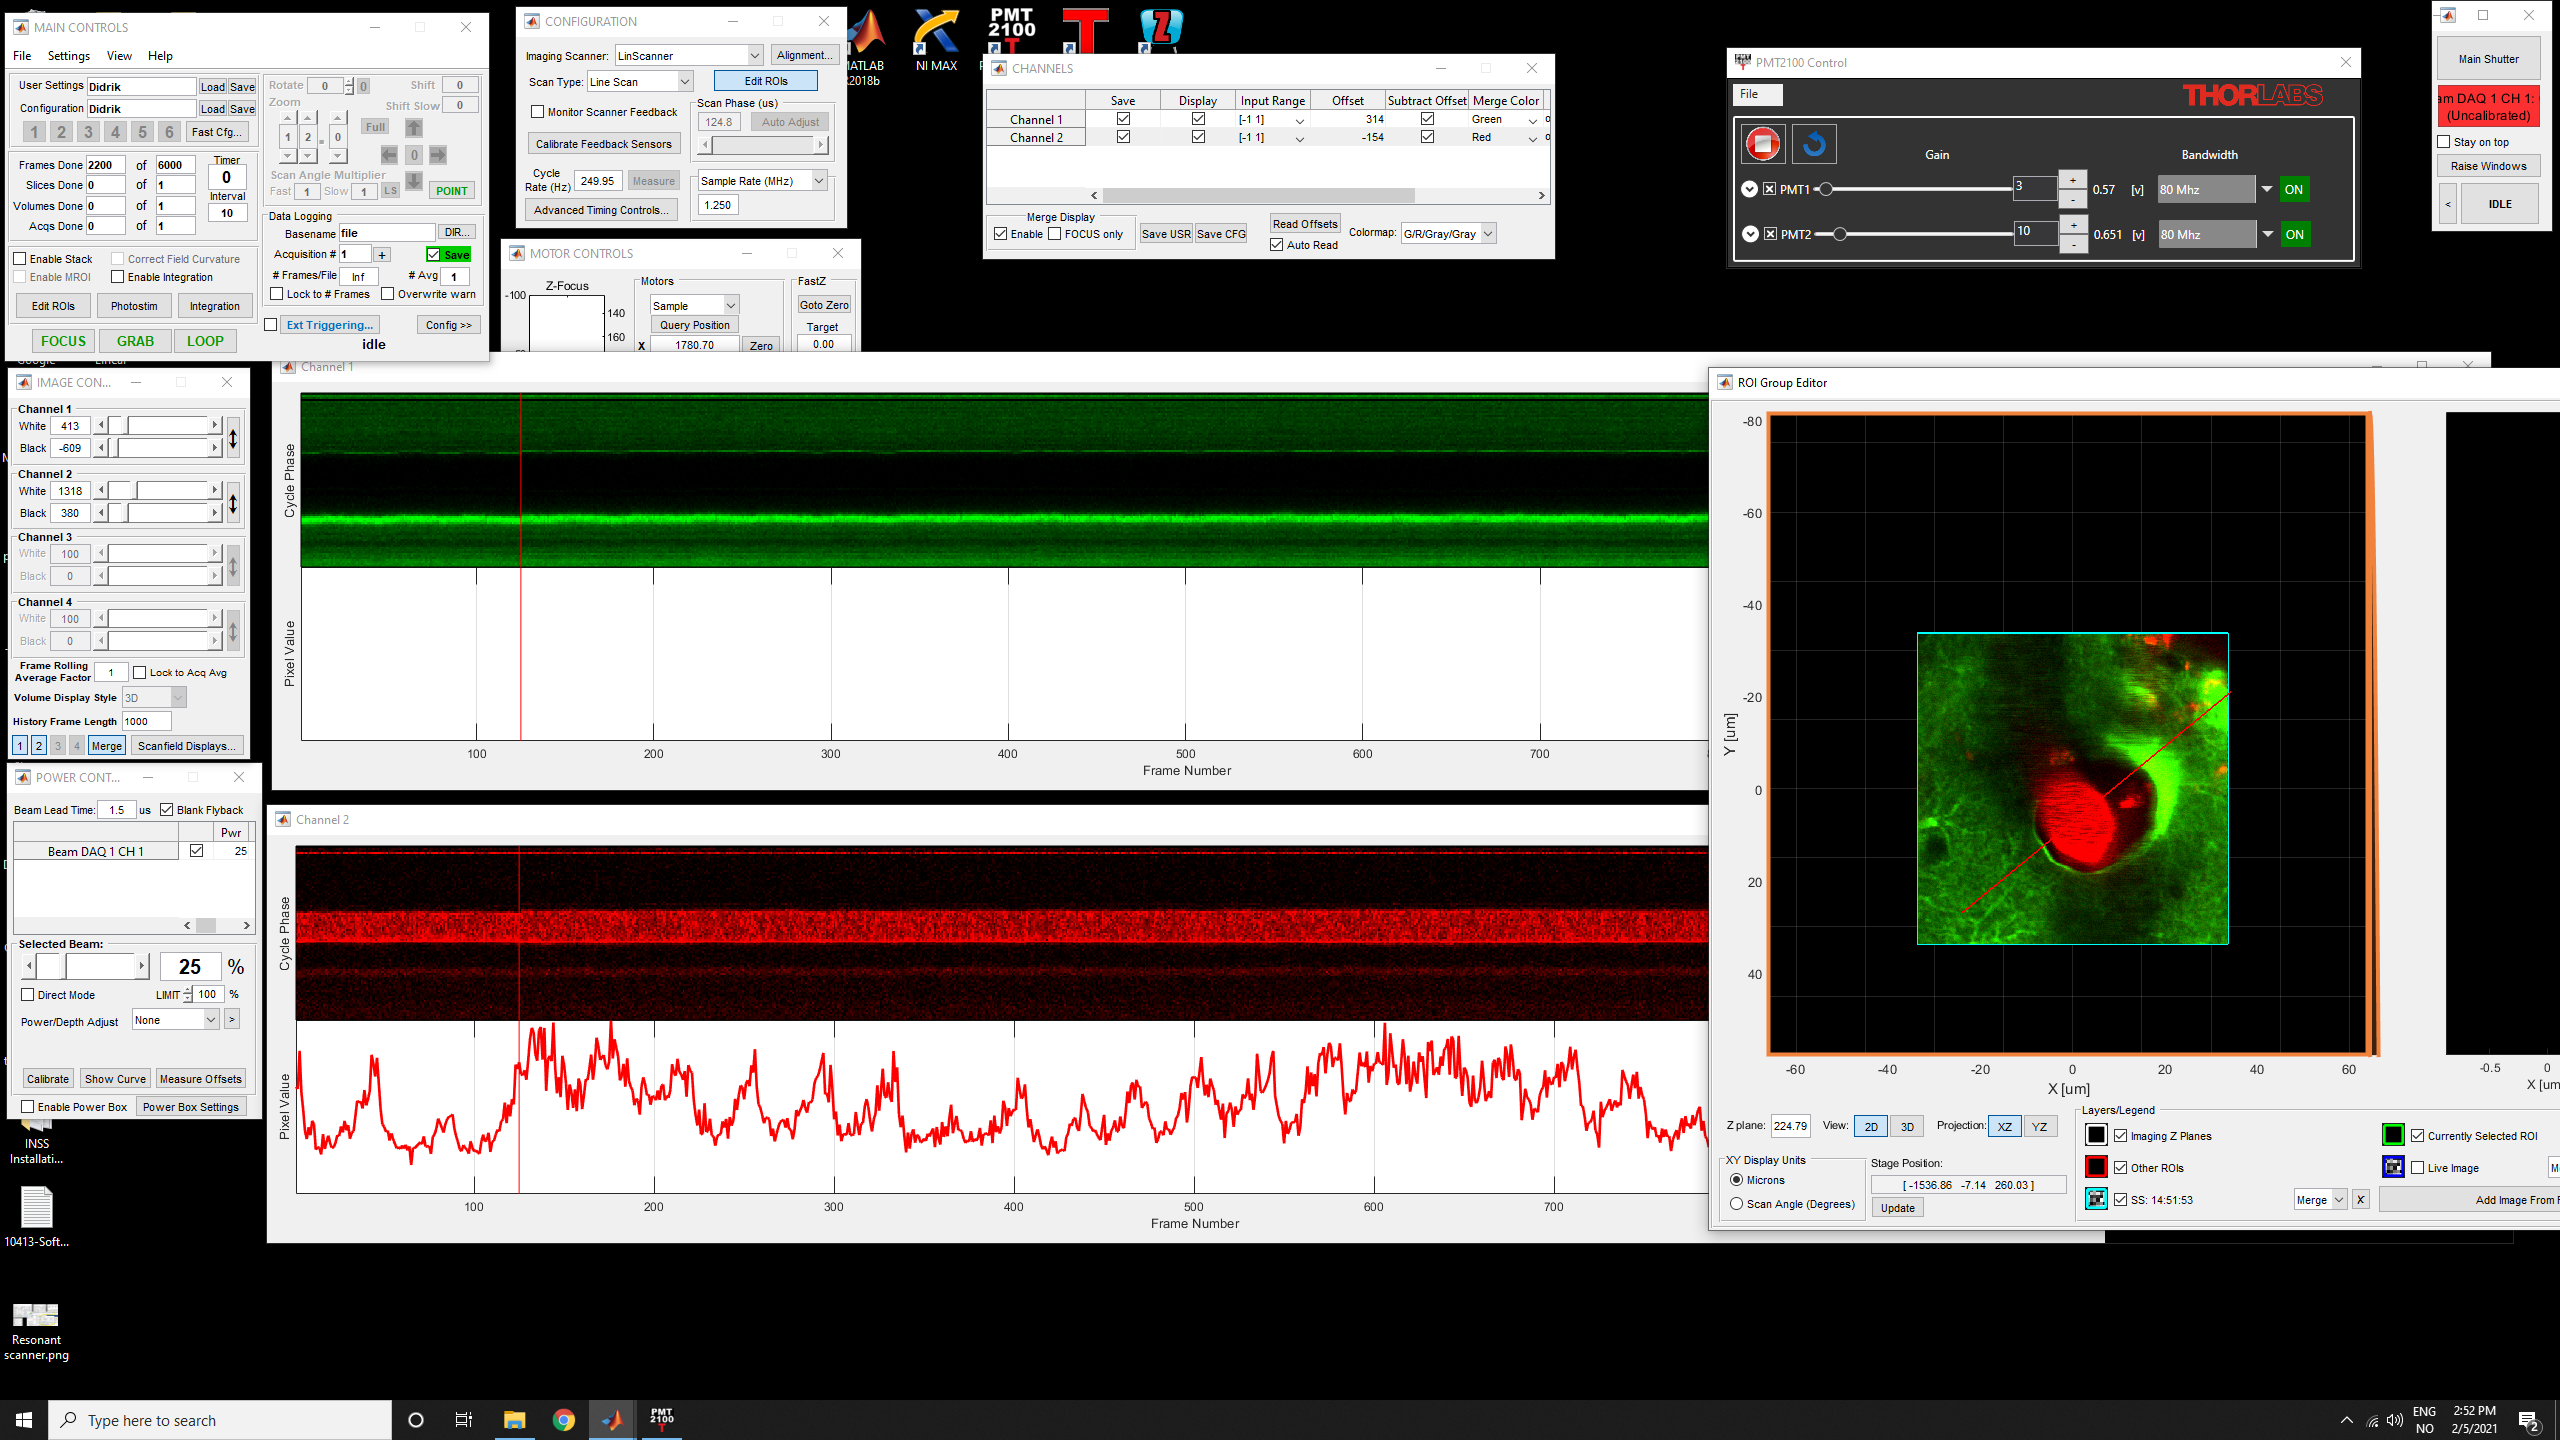 MAIN CONTROLS
File Settings View Help
User Settings Didrik Load Save
Configuration Didrik Load Save
1 2 3 4 5 6 Fast Cfg...
Frames Done 2200 of 6000
Slices Done 0 of 1
Volumes Done 0 of 1
Acqs Done 0 of 1
Timer
0
Interval
10
Enable Stack Correct Field Curvature
Enable MROI Enable Integration
Edit ROIs Photostim Integration
FOCUS GRAB LOOP
Rotate 0 0 Shift 0
Zoom Shift Slow 0
1 2 . 0 Full 0
Scan Angle Multiplier
Fast 1 Slow 1 LS POINT
Data Logging
Basename file DIR...
Acquisition # 1 + Save
# Frames/File Inf # Avg 1
Lock to # Frames Overwrite warn
Ext Triggering... Config >>
idle
CONFIGURATION
Imaging Scanner: LinScanner Alignment...
Scan Type: Line Scan Edit ROIs
Monitor Scanner Feedback
Calibrate Feedback Sensors
Scan Phase (us)
124.8 Auto Adjust
Cycle
Rate (Hz) 249.95 Measure
Advanced Timing Controls...
Sample Rate (MHz)
1.250
MOTOR CONTROLS
Z-Focus
-100
140
160
Motors
Sample
Query Position
X 1780.70 Zero
FastZ
Goto Zero
Target
0.00
2018b
NI MAX
PMT
2100
CHANNELS
Save Display Input Range Offset Subtract Offset Merge Color
Channel 1 [-1 1] 314 Green
Channel 2 [-1 1] -154 Red
Merge Display
Enable FOCUS only
Save USR Save CFG
Read Offsets
Auto Read
Colormap: G/R/Gray/Gray
PMT2100 Control
File THORLABS
Gain Bandwidth
PMT1 3 + - 0.57 [v] 80 Mhz ON
PMT2 10 + - 0.651 [v] 80 Mhz ON
Main Shutter
am DAQ 1 CH 1:
(Uncalibrated)
Stay on top
Raise Windows
< IDLE
IMAGE CON...
Channel 1
White 413
Black -609
Channel 2
White 1318
Black 380
Channel 3
White 100
Black 0
Channel 4
White 100
Black 0
Frame Rolling
Average Factor 1 Lock to Acq Avg
Volume Display Style 3D
History Frame Length 1000
1 2 3 4 Merge Scanfield Displays...
POWER CONT...
Beam Lead Time: 1.5 us Blank Flyback
Pwr
Beam DAQ 1 CH 1 25
Selected Beam:
25 %
Direct Mode LIMIT 100 %
Power/Depth Adjust None >
Calibrate Show Curve Measure Offsets
Enable Power Box Power Box Settings
Channel 1
Cycle Phase
Pixel Value
100 200 300 400 500 600 700
Frame Number
Channel 2
Cycle Phase
Pixel Value
100 200 300 400 500 600 700
Frame Number
ROI Group Editor
-80
-60
-40
-20
0
20
40
Y [um]
-60 -40 -20 0 20 40 60
X [um]
-0.5 0
X [um
Z plane: 224.79 View: 2D 3D Projection: XZ YZ
XY Display Units
Microns
Scan Angle (Degrees)
Stage Position:
[ -1536.86 -7.14 260.03 ]
Update
Layers/Legend
Imaging Z Planes Currently Selected ROI
Other ROIs Live Image
SS: 14:51:53 Merge X Add Image From
INSS
Installati...
10413-Soft...
Resonant
scanner.png
Type here to search
PMT
2100
ENG
NO
2:52 PM
2/5/2021
2